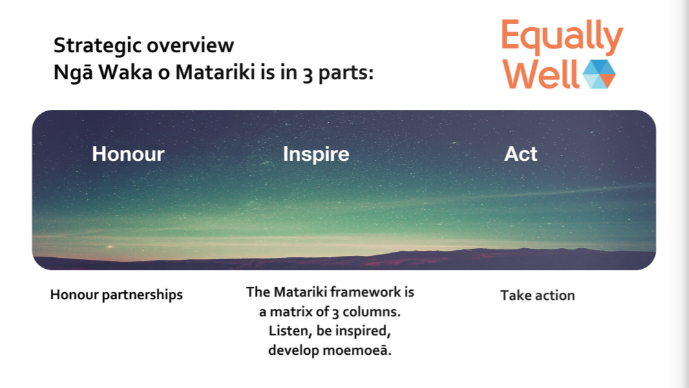 Strategic overview
Ngā Waka o Matariki is in 3 parts:
Equally
Well
Honour
Inspire
Act
Honour partnerships
The Matariki framework is
a matrix of 3 columns.
Listen, be inspired,
develop moemoeā.
Take action